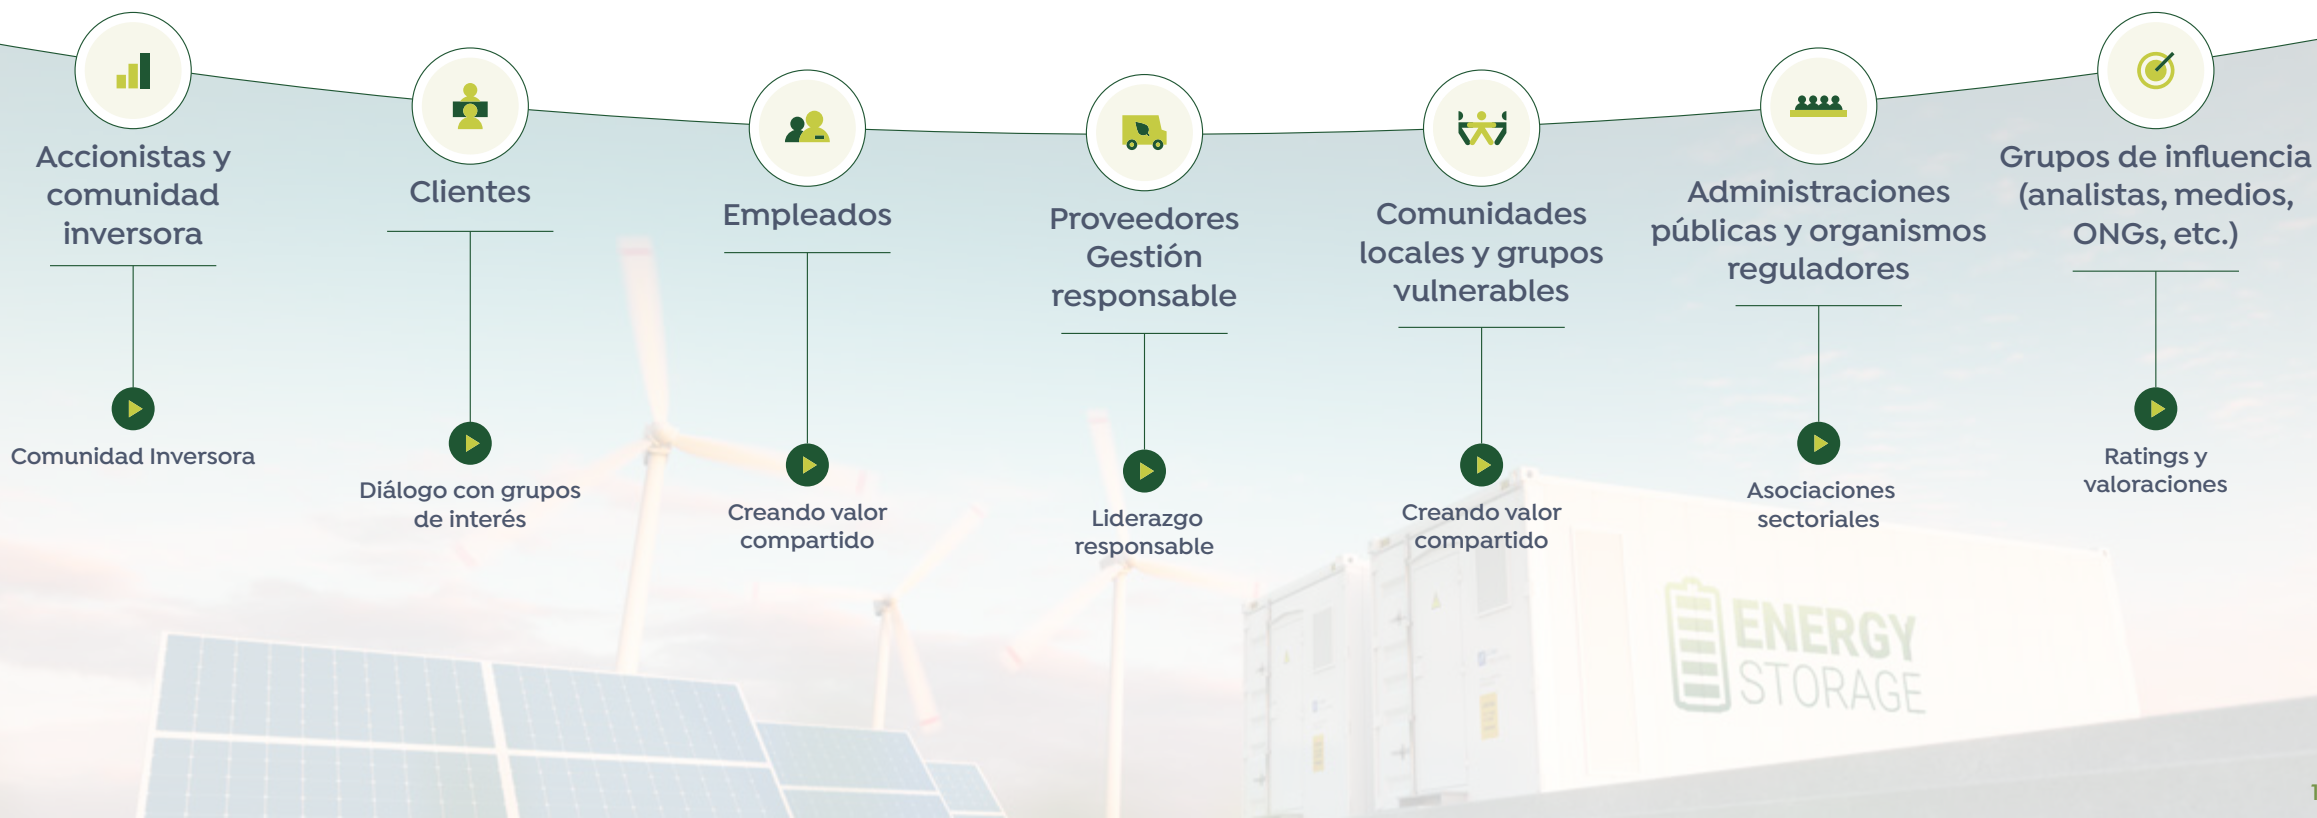 Accionistas y
comunidad
inversora
Comunidad Inversora
Clientes
Diálogo con grupos
de interés
Empleados
Creando valor
compartido
Proveedores
Gestión
responsable
Liderazgo
responsable
Comunidades
locales y grupos
vulnerables
Creando valor
compartido
Administraciones
públicas y organismos
reguladores
Asociaciones
sectoriales
Grupos de influencia
(analistas, medios,
ONGs, etc.)
Ratings y
valoraciones
ENERGY
STORAGE